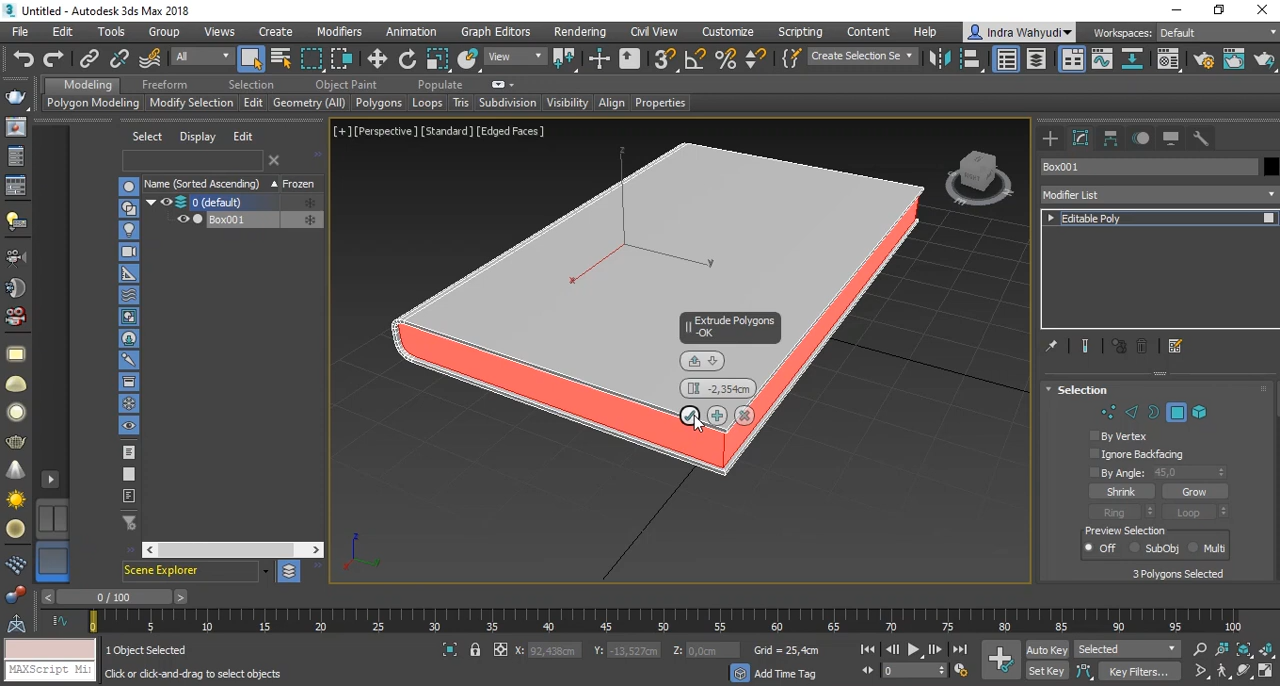 Untitled - Autodesk 3ds Max 2018
File Edit Tools Group Views Create Modifiers Animation Graph Editors Rendering Civil View Customize Scripting Content Help Indra Wahyudi Workspaces: Default
All View Create Selection Se
Modeling Freeform Selection Object Paint Populate
Polygon Modeling Modify Selection Edit Geometry (All) Polygons Loops Tris Subdivision Visibility Align Properties
Select Display Edit
[+] [Perspective] [Standard] [Edged Faces]
Name (Sorted Ascending) Frozen
0 (default)
Box001
Box001
Modifier List
Editable Poly
z
x
y
Extrude Polygons
-OK
-2,354cm
Selection
By Vertex
Ignore Backfacing
By Angle: 45,0
Shrink Grow
Ring Loop
Preview Selection
Off SubObj Multi
3 Polygons Selected
Scene Explorer
< 0 / 100 >
0 5 10 15 20 25 30 35 40 45 50 55 60 65 70 75 80 85 90 95 100
1 Object Selected X: 92,438cm Y: -13,527cm Z: 0,0cm Grid = 25,4cm Auto Key Selected
MAXScript Mi Click or click-and-drag to select objects Add Time Tag 0 Set Key Key Filters...